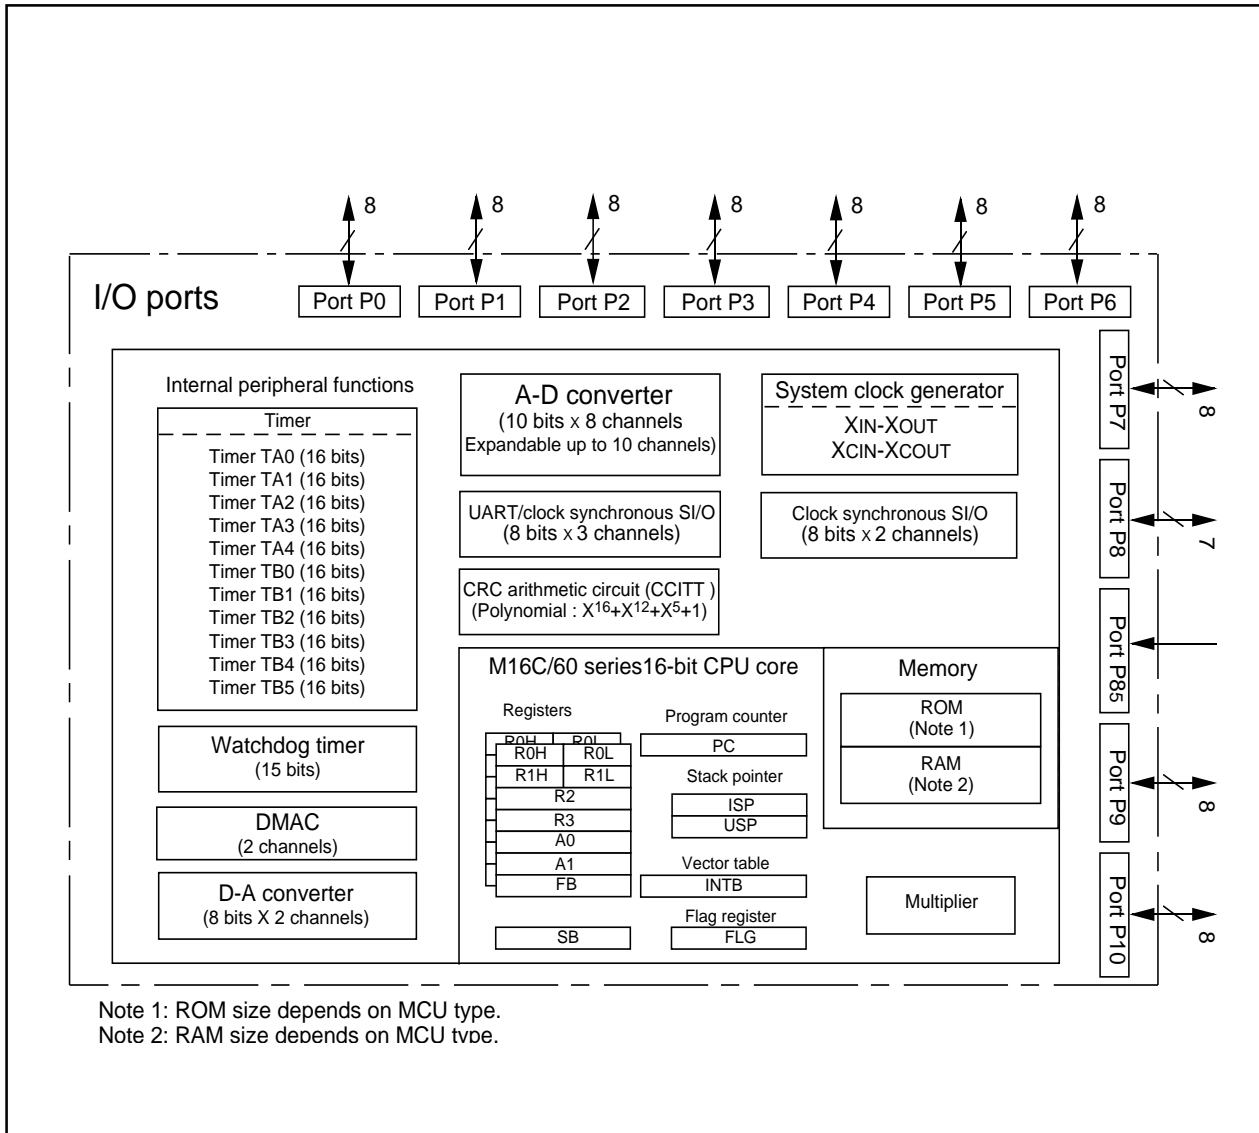 8 8 8 8 8 8 8
I/O ports
Port P0 Port P1 Port P2 Port P3 Port P4 Port P5 Port P6
Internal peripheral functions
Timer
Timer TA0 (16 bits)
Timer TA1 (16 bits)
Timer TA2 (16 bits)
Timer TA3 (16 bits)
Timer TA4 (16 bits)
Timer TB0 (16 bits)
Timer TB1 (16 bits)
Timer TB2 (16 bits)
Timer TB3 (16 bits)
Timer TB4 (16 bits)
Timer TB5 (16 bits)
Watchdog timer
(15 bits)
DMAC
(2 channels)
D-A converter
(8 bits X 2 channels)
A-D converter
(10 bits x 8 channels
Expandable up to 10 channels)
UART/clock synchronous SI/O
(8 bits x 3 channels)
CRC arithmetic circuit (CCITT )
(Polynomial : X16+X12+X5+1)
System clock generator
XIN-XOUT
XCIN-XCOUT
Clock synchronous SI/O
(8 bits x 2 channels)
M16C/60 series16-bit CPU core
Registers
R0H R0L
R0H R0L
R1H R1L
R2
R3
A0
A1
FB
SB
Program counter
PC
Stack pointer
ISP
USP
Vector table
INTB
Flag register
FLG
Memory
ROM
(Note 1)
RAM
(Note 2)
Multiplier
Port P7
8
Port P8
7
Port P85
Port P9
8
Port P10
8
Note 1: ROM size depends on MCU type.
Note 2: RAM size depends on MCU type.